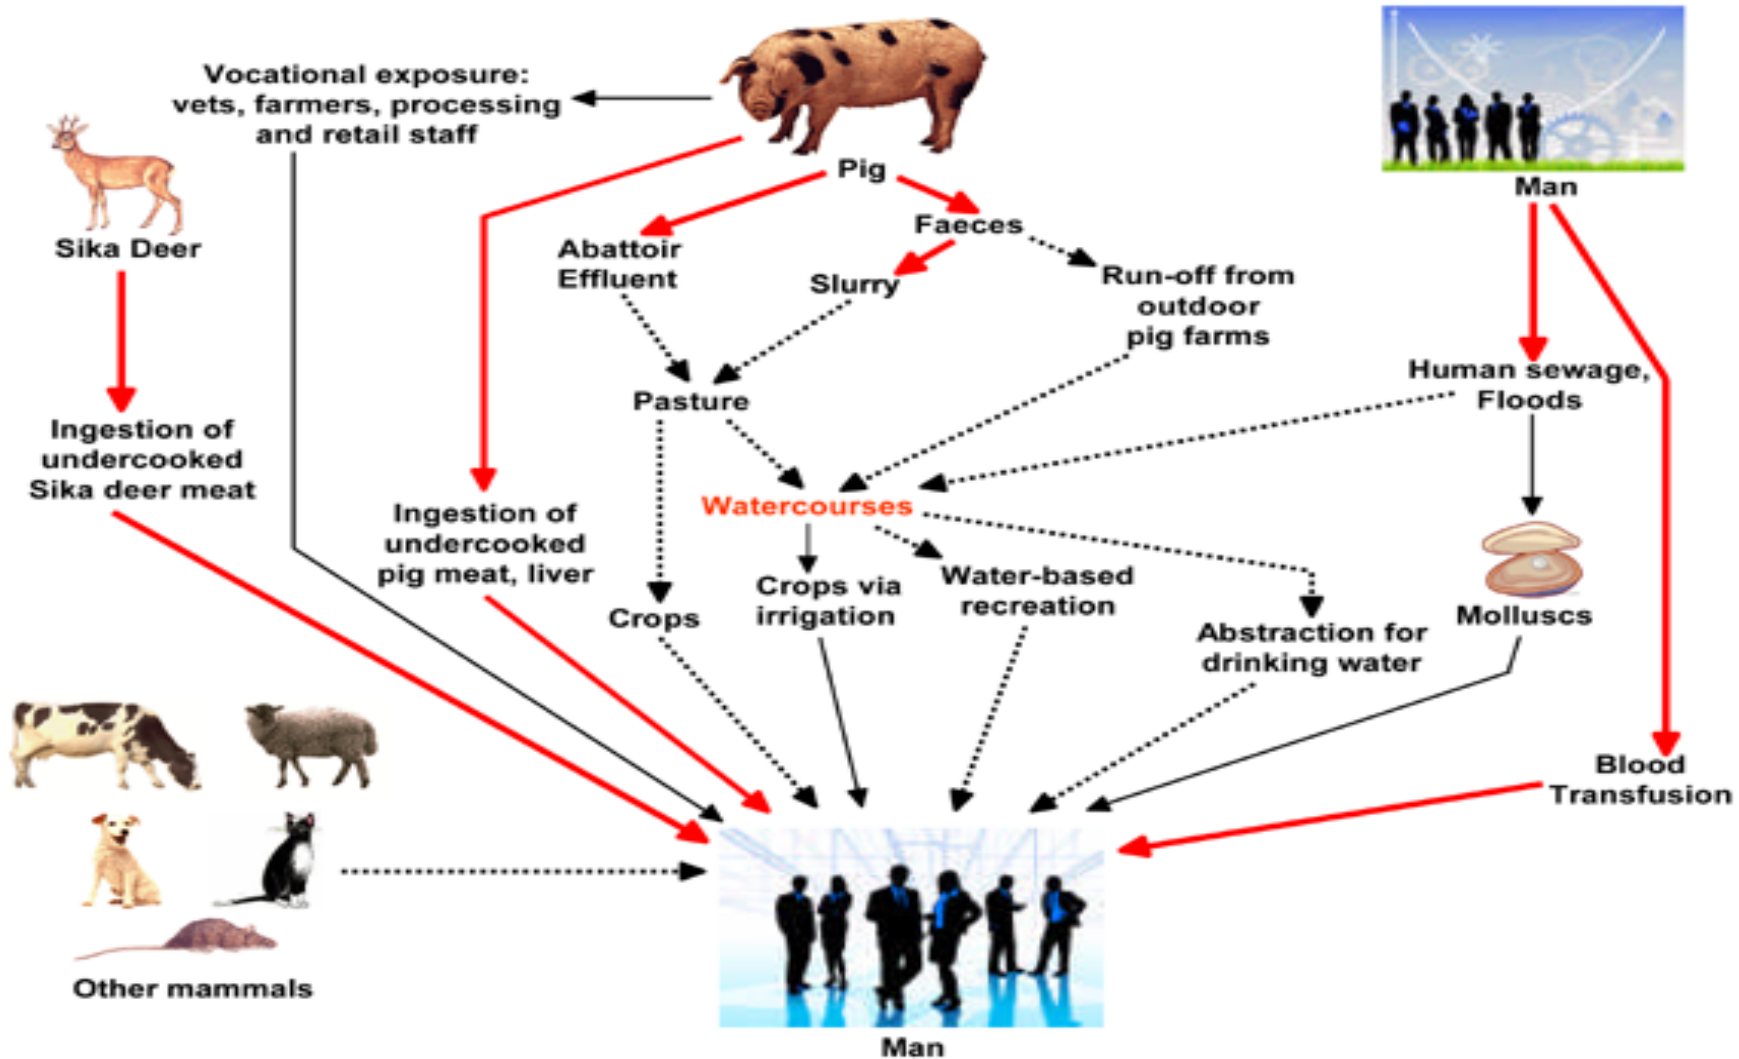 Vocational exposure:
vets, farmers, processing
and retail staff
Pig
Man
Sika Deer
Abattoir
Effluent
Faeces
Slurry
Run-off from
outdoor
pig farms
Human sewage,
Floods
Pasture
Ingestion of
undercooked
Sika deer meat
Ingestion of
undercooked
pig meat, liver
Watercourses
Crops
Crops via
irrigation
Water-based
recreation
Abstraction for
drinking water
Molluscs
Blood
Transfusion
Other mammals
Man